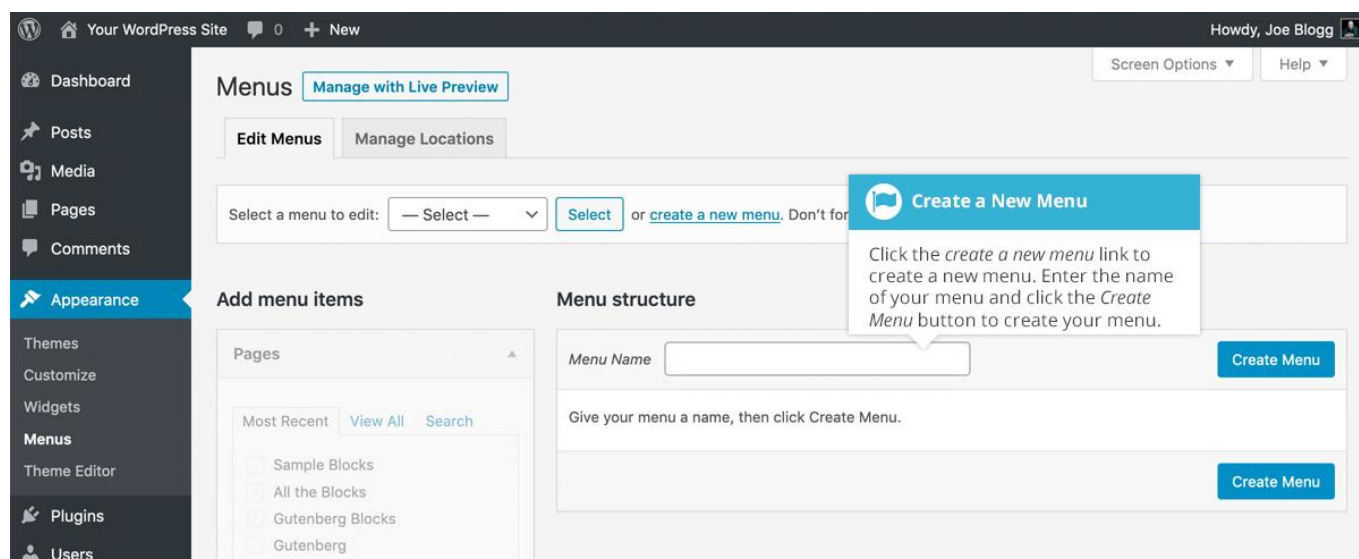 Your WordPress Site 0 + New Howdy, Joe Blogg
Dashboard
Posts
Media
Pages
Comments
Appearance
Themes
Customize
Widgets
Menus
Theme Editor
Plugins
Users
Screen Options Help
Menus Manage with Live Preview
Edit Menus Manage Locations
Select a menu to edit: — Select — Select or create a new menu. Don't for
Create a New Menu
Click the create a new menu link to
create a new menu. Enter the name
of your menu and click the Create
Menu button to create your menu.
Add menu items
Pages
Most Recent View All Search
Sample Blocks
All the Blocks
Gutenberg Blocks
Gutenberg
Menu structure
Menu Name Create Menu
Give your menu a name, then click Create Menu.
Create Menu